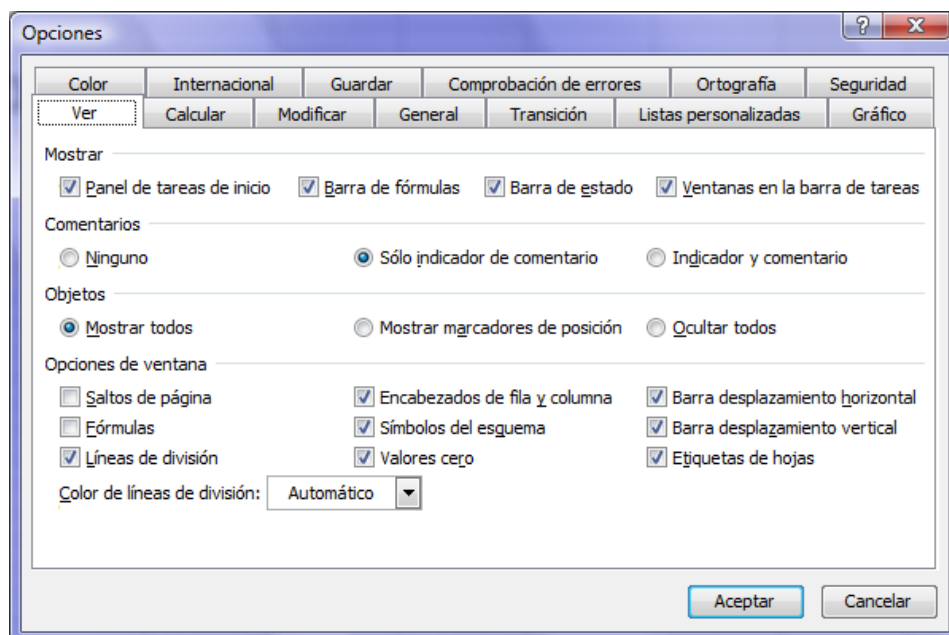 Opciones
Color Internacional Guardar Comprobación de errores Ortografía Seguridad
Ver Calcular Modificar General Transición Listas personalizadas Gráfico
Mostrar
Panel de tareas de inicio Barra de fórmulas Barra de estado Ventanas en la barra de tareas
Comentarios
Ninguno Sólo indicador de comentario Indicador y comentario
Objetos
Mostrar todos Mostrar marcadores de posición Ocultar todos
Opciones de ventana
Saltos de página Encabezados de fila y columna Barra desplazamiento horizontal
Fórmulas Símbolos del esquema Barra desplazamiento vertical
Líneas de división Valores cero Etiquetas de hojas
Color de líneas de división: Automático
Aceptar Cancelar